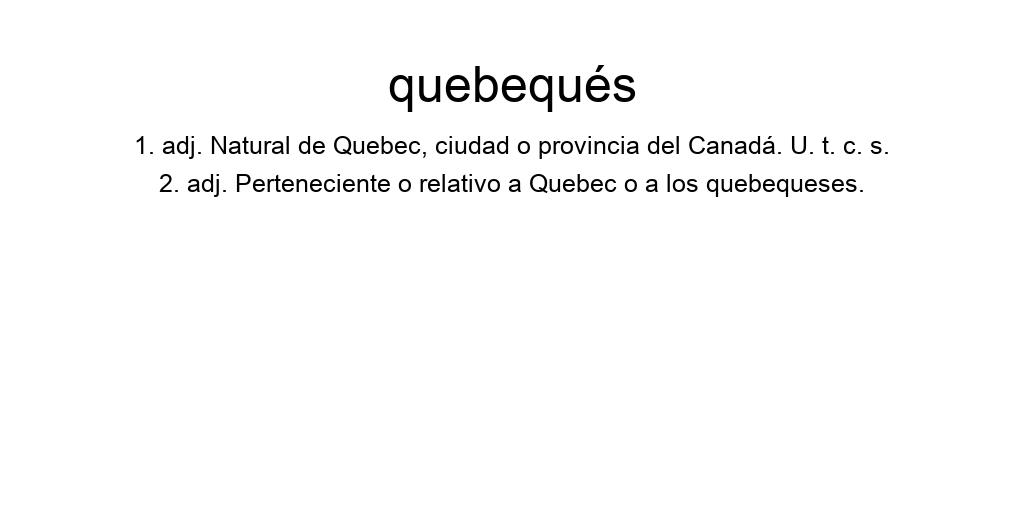 quebequés
1. adj. Natural de Quebec, ciudad o provincia del Canadá. U. t. c. s.
2. adj. Perteneciente o relativo a Quebec o a los quebequeses.